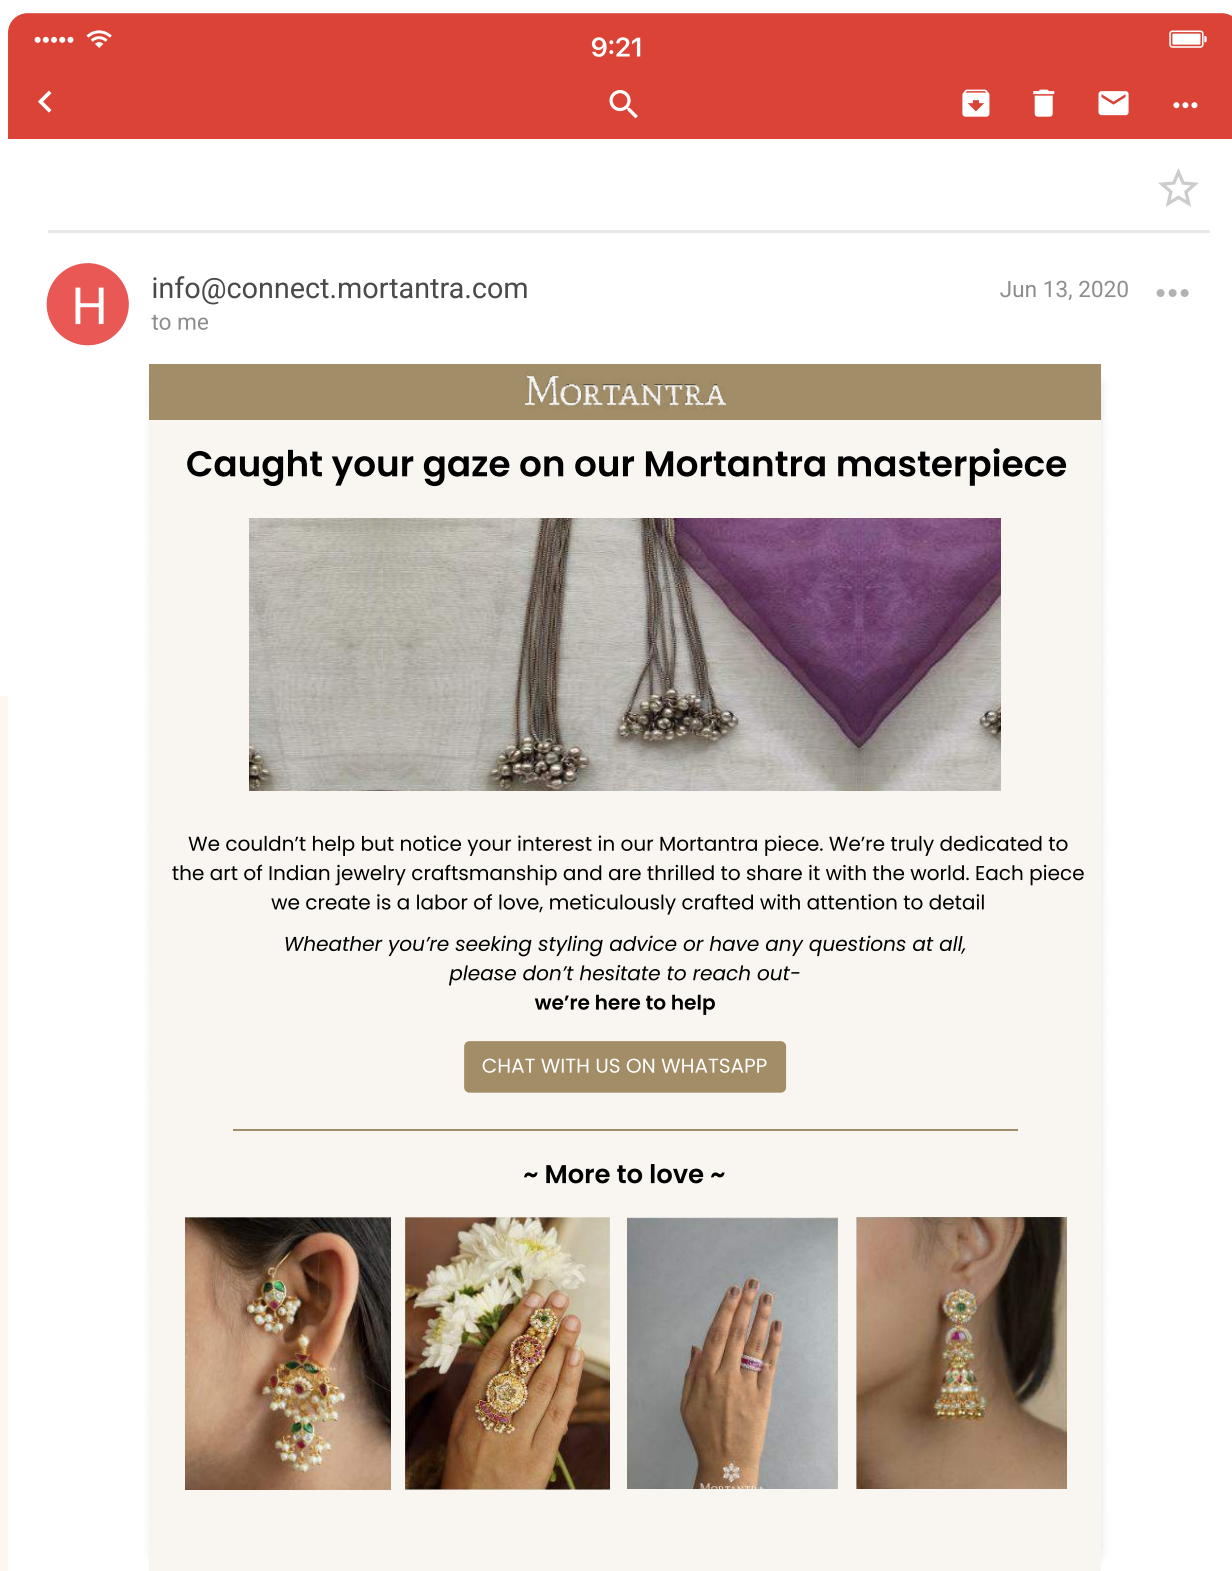 9:21
H
info@connect.mortantra.com
Jun 13, 2020
to me
MORTANTRA
Caught your gaze on our Mortantra masterpiece
We couldn't help but notice your interest in our Mortantra piece. We're truly dedicated to
the art of Indian jewelry craftsmanship and are thrilled to share it with the world. Each piece
we create is a labor of love, meticulously crafted with attention to detail
Wheather you're seeking styling advice or have any questions at all,
please don't hesitate to reach out-
we're here to help
CHAT WITH US ON WHATSAPP
~ More to love ~
MORTANTRA